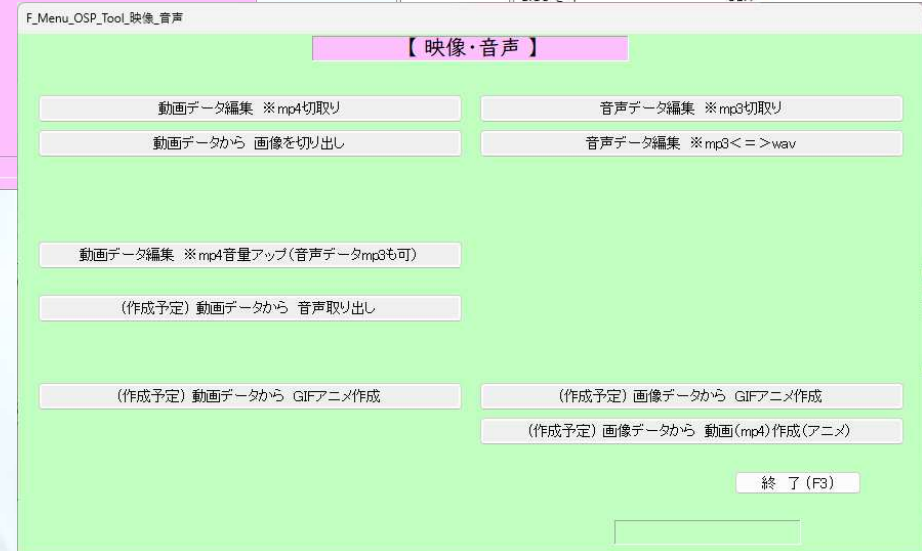 F_Menu_OSP_Tool_映像_音声
【 映像・音声 】
動画データ編集 ※mp4切取り
音声データ編集 ※mp3切取り
動画データから 画像を切り出し
音声データ編集 ※mp3<=>wav
動画データ編集 ※mp4音量アップ(音声データmp3も可)
(作成予定) 動画データから 音声取り出し
(作成予定) 動画データから GIFアニメ作成
(作成予定) 画像データから GIFアニメ作成
(作成予定) 画像データから 動画(mp4)作成(アニメ)
終 了(F3)